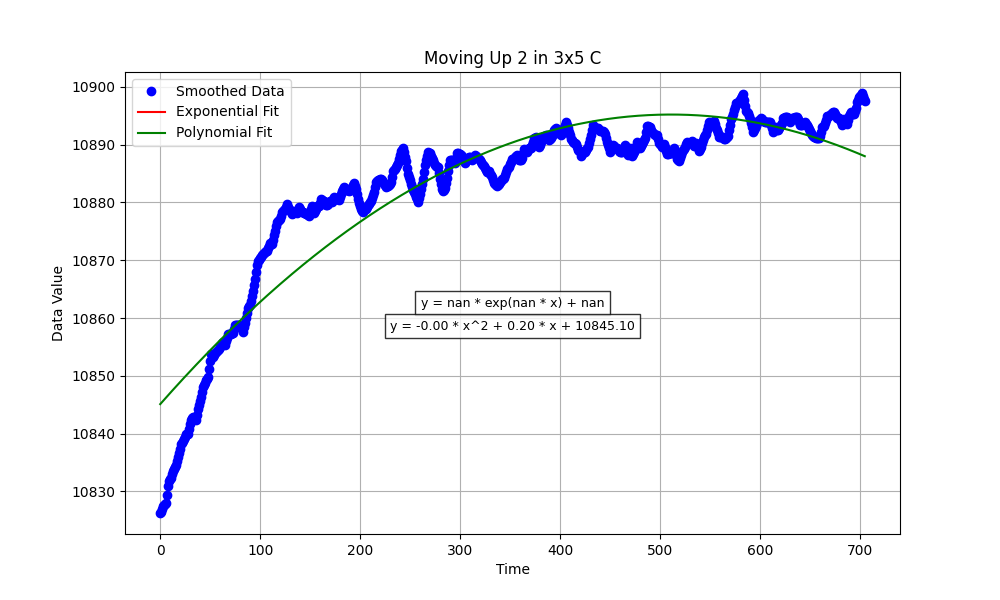 Moving Up 2 in 3x5 C
Smoothed Data
Exponential Fit
Polynomial Fit
10900
10890
10880
10870
10860
10850
10840
10830
Data Value
y = nan * exp(nan * x) + nan
y = -0.00 * x^2 + 0.20 * x + 10845.10
0 100 200 300 400 500 600 700
Time